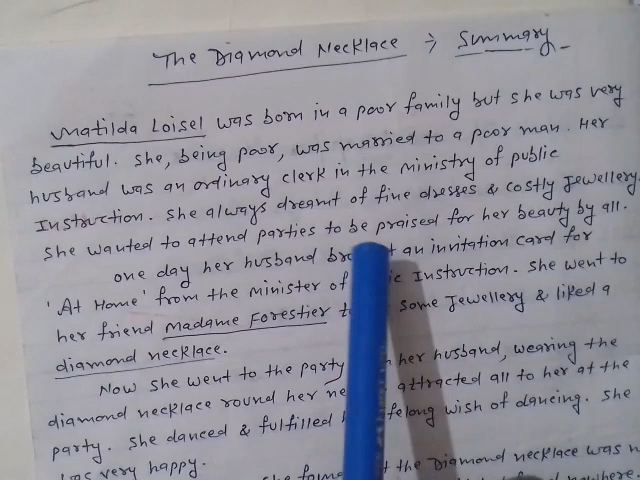 The Diamond Necklace → Summary -
Matilda Loisel was born in a poor family but she was very
beautiful. She, being poor, was married to a poor man. Her
husband was an ordinary clerk in the ministry of public
Instruction. She always dreamt of fine dresses & costly Jewellery.
She wanted to attend parties to be praised for her beauty by all.
one day her husband an invitation card for
'At Home' from the minister of Instruction. She went to
her friend Madame Forestier some Jewellery & liked a
diamond necklace.
Now she went to the party her husband, wearing the
diamond necklace round her attracted all to her at the
party. She danced & fulfilled wish of dancing. She
was very happy.
the Diamond necklace was
nowhere.